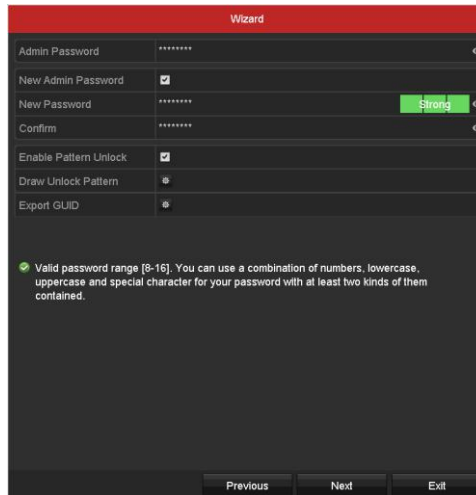 Wizard
Admin Password ********
New Admin Password
New Password ******** Strong
Confirm ********
Enable Pattern Unlock
Draw Unlock Pattern
Export GUID
Valid password range [8-16]. You can use a combination of numbers, lowercase,
uppercase and special character for your password with at least two kinds of them
contained.
Previous Next Exit